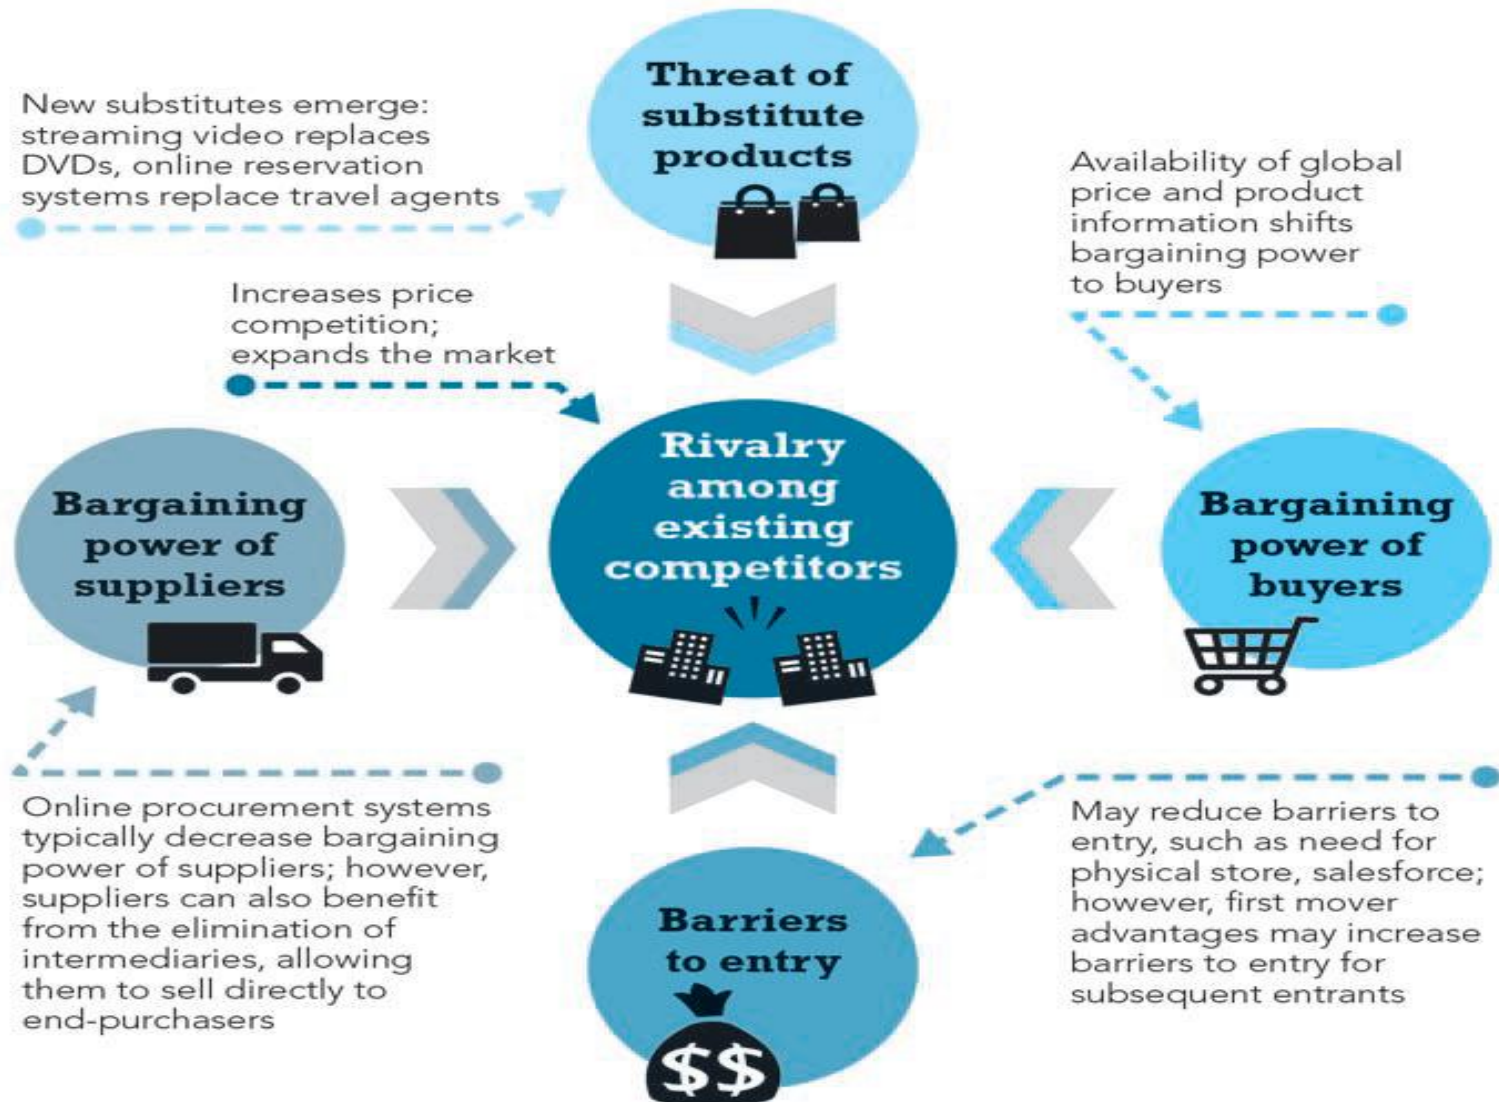 Threat of
substitute
products
New substitutes emerge:
streaming video replaces
DVDs, online reservation
systems replace travel agents
Availability of global
price and product
information shifts
bargaining power
to buyers
Increases price
competition;
expands the market
Rivalry
among
existing
competitors
Bargaining
power of
suppliers
Bargaining
power of
buyers
Online procurement systems
typically decrease bargaining
power of suppliers; however,
suppliers can also benefit
from the elimination of
intermediaries, allowing
them to sell directly to
end-purchasers
May reduce barriers to
entry, such as need for
physical store, salesforce;
however, first mover
advantages may increase
barriers to entry for
subsequent entrants
Barriers
to entry
$$